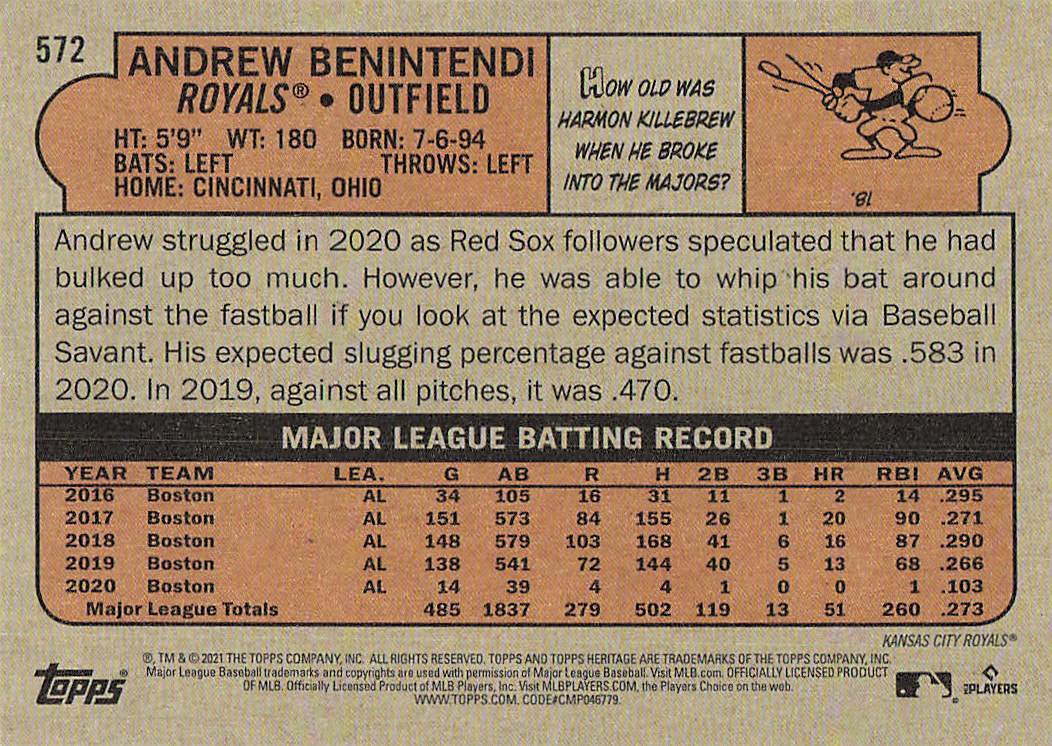 572
ANDREW BENINTENDI
ROYALS® • OUTFIELD
HT: 5'9" WT: 180 BORN: 7-6-94
BATS: LEFT THROWS: LEFT
HOME: CINCINNATI, OHIO
HOW OLD WAS
HARMON KILLEBREW
WHEN HE BROKE
INTO THE MAJORS?
18.
Andrew struggled in 2020 as Red Sox followers speculated that he had
bulked up too much. However, he was able to whip his bat around
against the fastball if you look at the expected statistics via Baseball
Savant. His expected slugging percentage against fastballs was .583 in
2020. In 2019, against all pitches, it was .470.
MAJOR LEAGUE BATTING RECORD
YEAR TEAM LEA. G AB R H 2B 3B HR RBI AVG
2016 Boston AL 34 105 16 31 11 1 2 14 .295
2017 Boston AL 151 573 84 155 26 1 20 90 .271
2018 Boston AL 148 579 103 168 41 6 16 87 .290
2019 Boston AL 138 541 72 144 40 5 13 68 .266
2020 Boston AL 14 39 4 4 1 0 0 1 .103
Major League Totals 485 1837 279 502 119 13 51 260 .273
KANSAS CITY ROYALS®
®, TM & © 2021 THE TOPPS COMPANY, INC. ALL RIGHTS RESERVED. TOPPS AND TOPPS HERITAGE ARE TRADEMARKS OF THE TOPPS COMPANY, INC.
Major League Baseball trademarks and copyrights are used with permission of Major League Baseball. Visit MLB.com. OFFICIALLY LICENSED PRODUCT
OF MLB. Officially Licensed Product of MLB Players, Inc. Visit MLBPLAYERS.COM, the Players Choice on the web.
WWW.TOPPS.COM. CODE#CMP046779.
topps®
PLAYERS